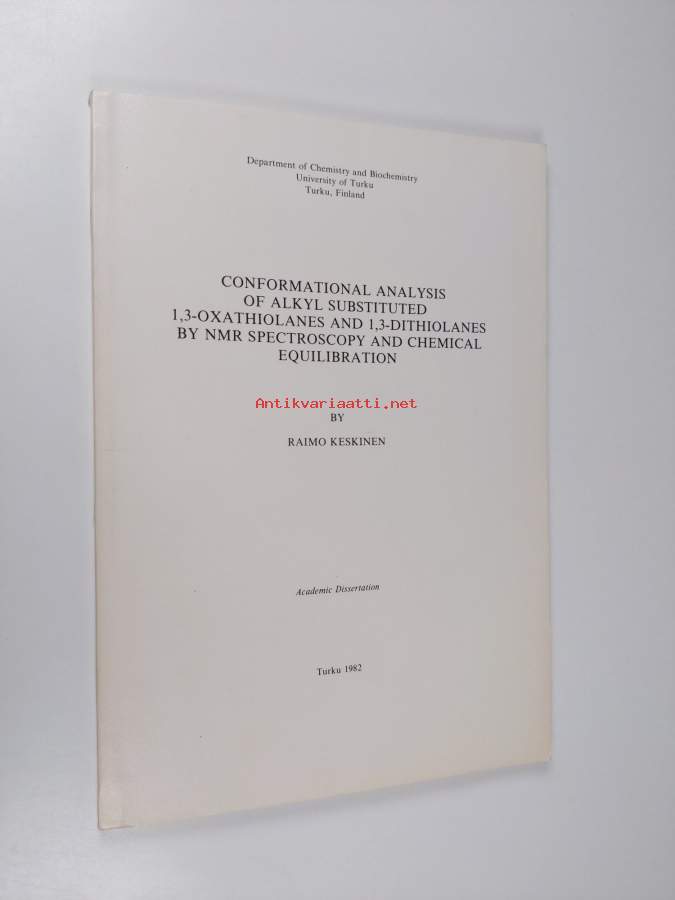 Department of Chemistry and Biochemistry
University of Turku
Turku, Finland
CONFORMATIONAL ANALYSIS
OF ALKYL SUBSTITUTED
1,3-OXATHIOLANES AND 1,3-DITHIOLANES
BY NMR SPECTROSCOPY AND CHEMICAL
EQUILIBRATION
Antikvariaatti.net
BY
RAIMO KESKINEN
Academic Dissertation
Turku 1982